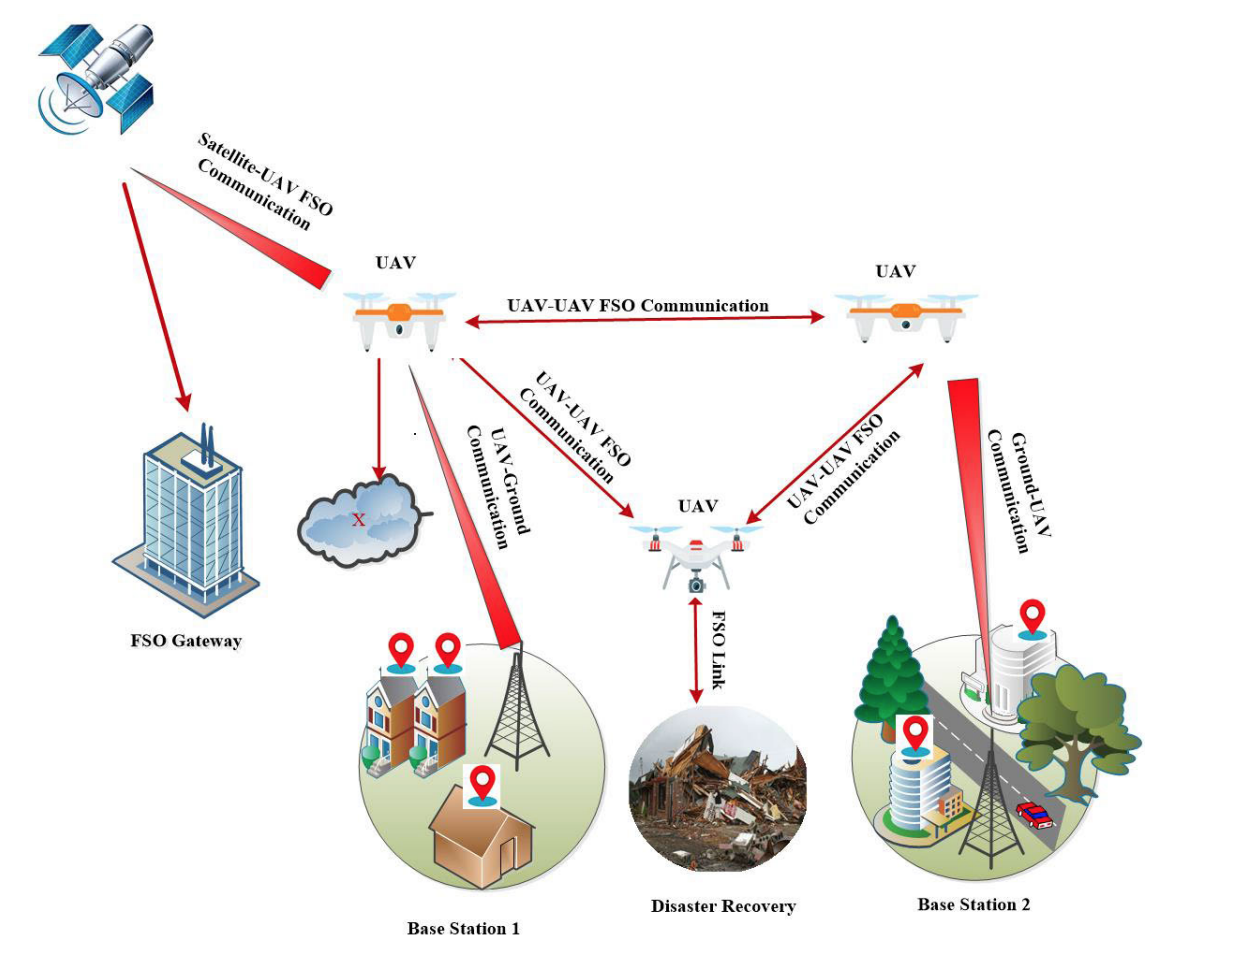 Satellite-UAV FSO
Communication
UAV
UAV
UAV-UAV FSO Communication
UAV-UAV FSO
Communication
UAV-UAV FSO
Communication
UAV-Ground
Communication
Ground-UAV
Communication
UAV
X
FSO Link
FSO Gateway
Disaster Recovery
Base Station 2
Base Station 1